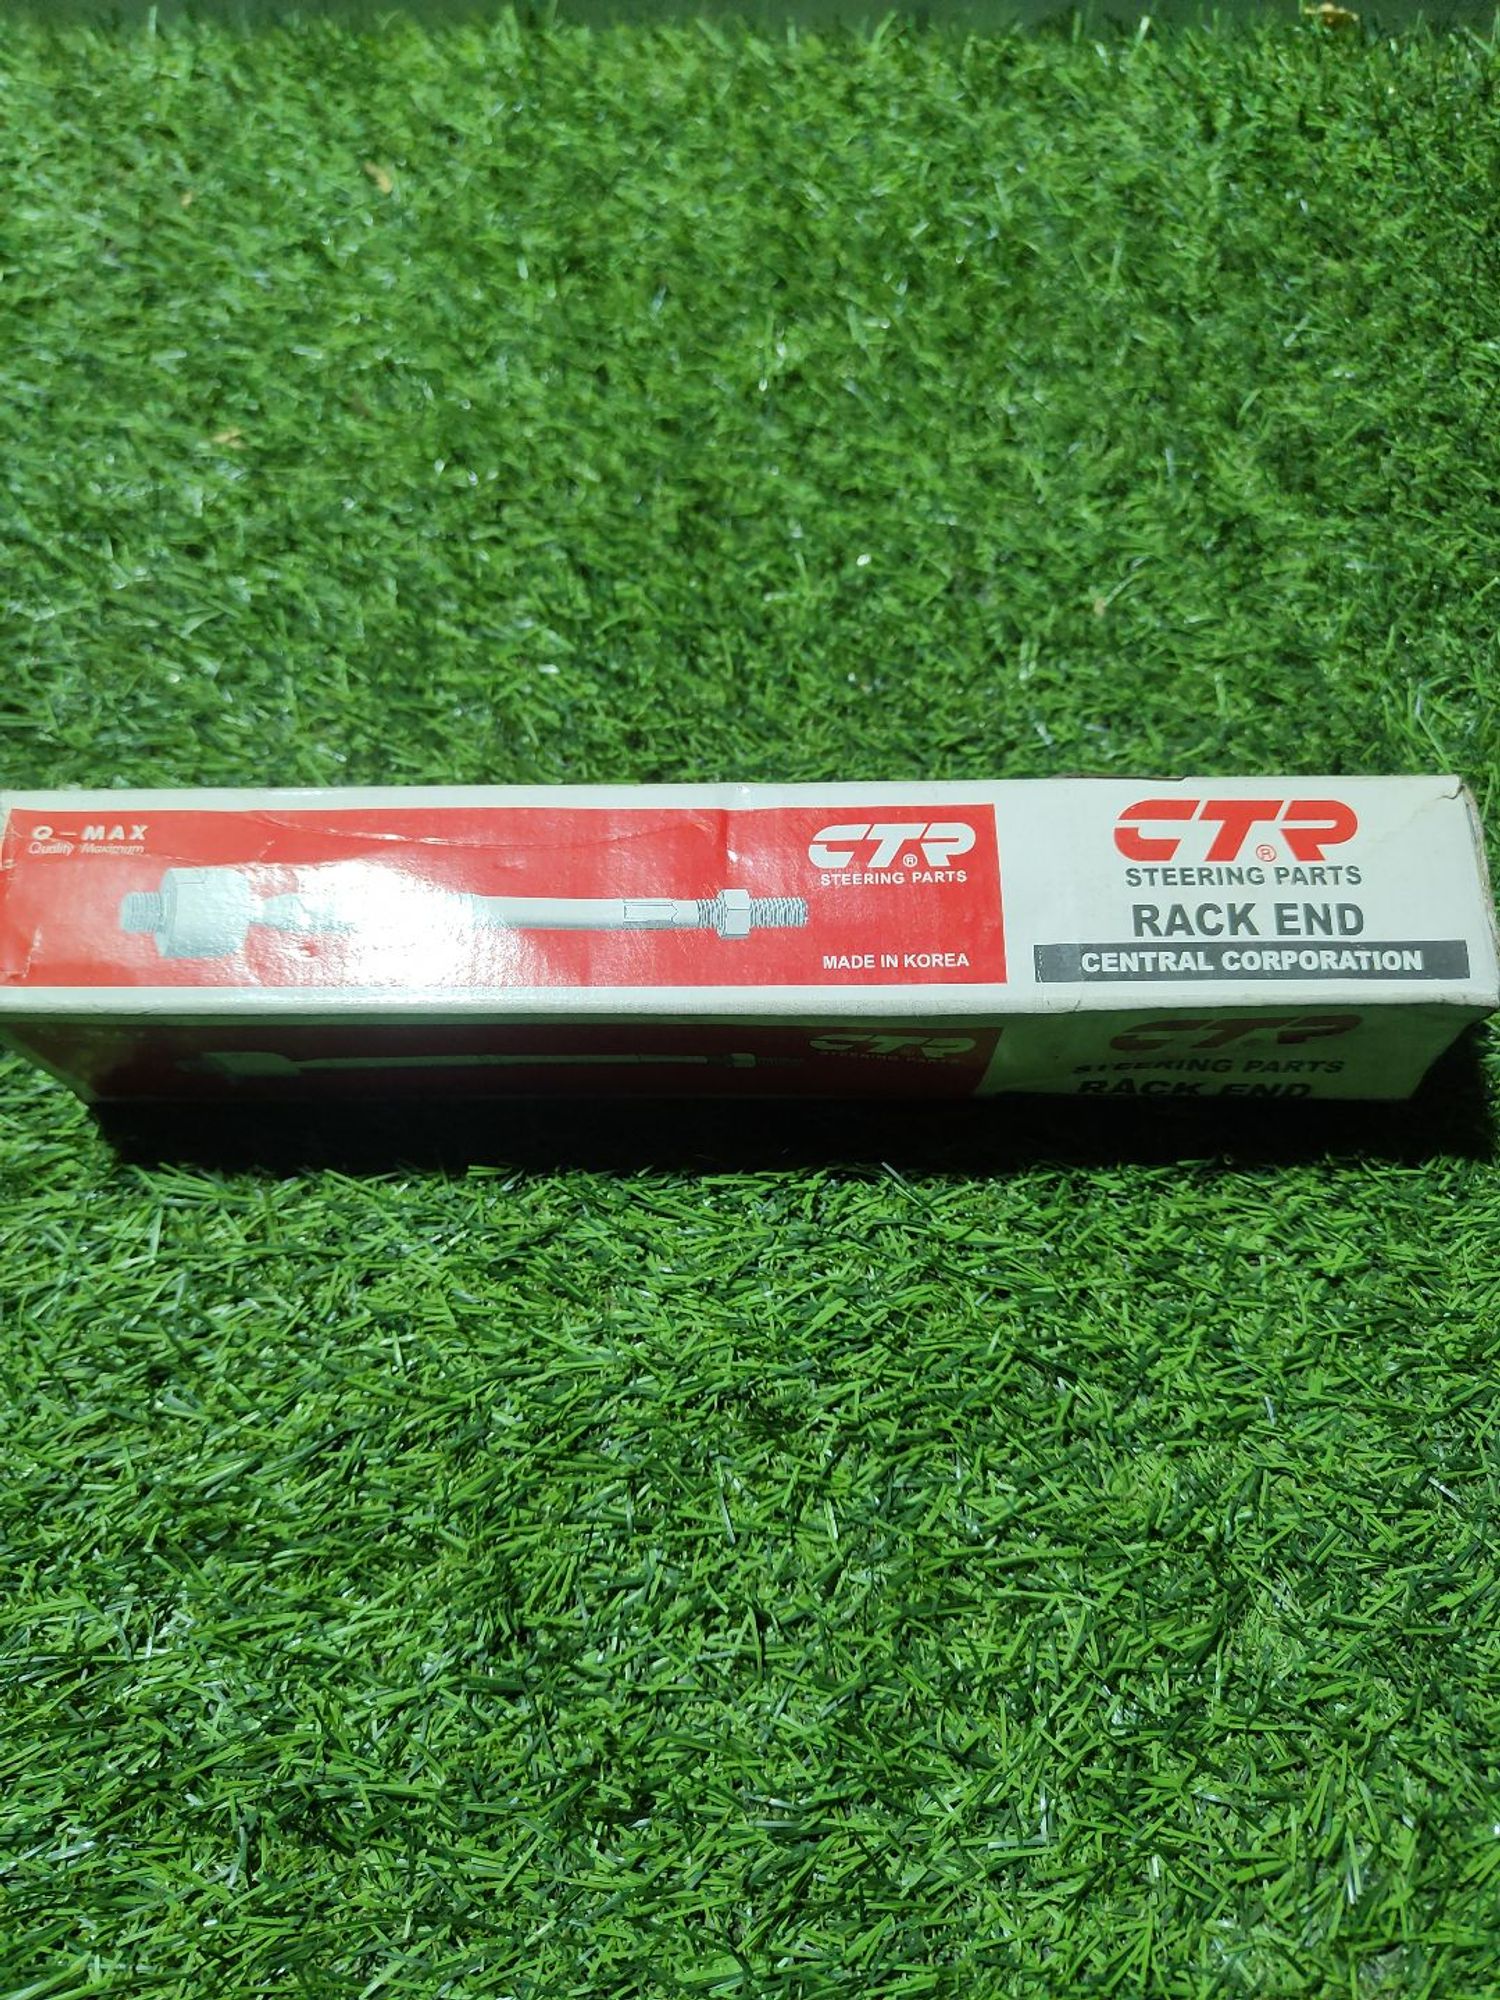 Q-MAX
Quality Maximum
CTR
®
STEERING PARTS
MADE IN KOREA
CTR
®
STEERING PARTS
RACK END
CENTRAL CORPORATION
CTR
STEERING PARTS
CTR
STEERING PARTS
RACK END